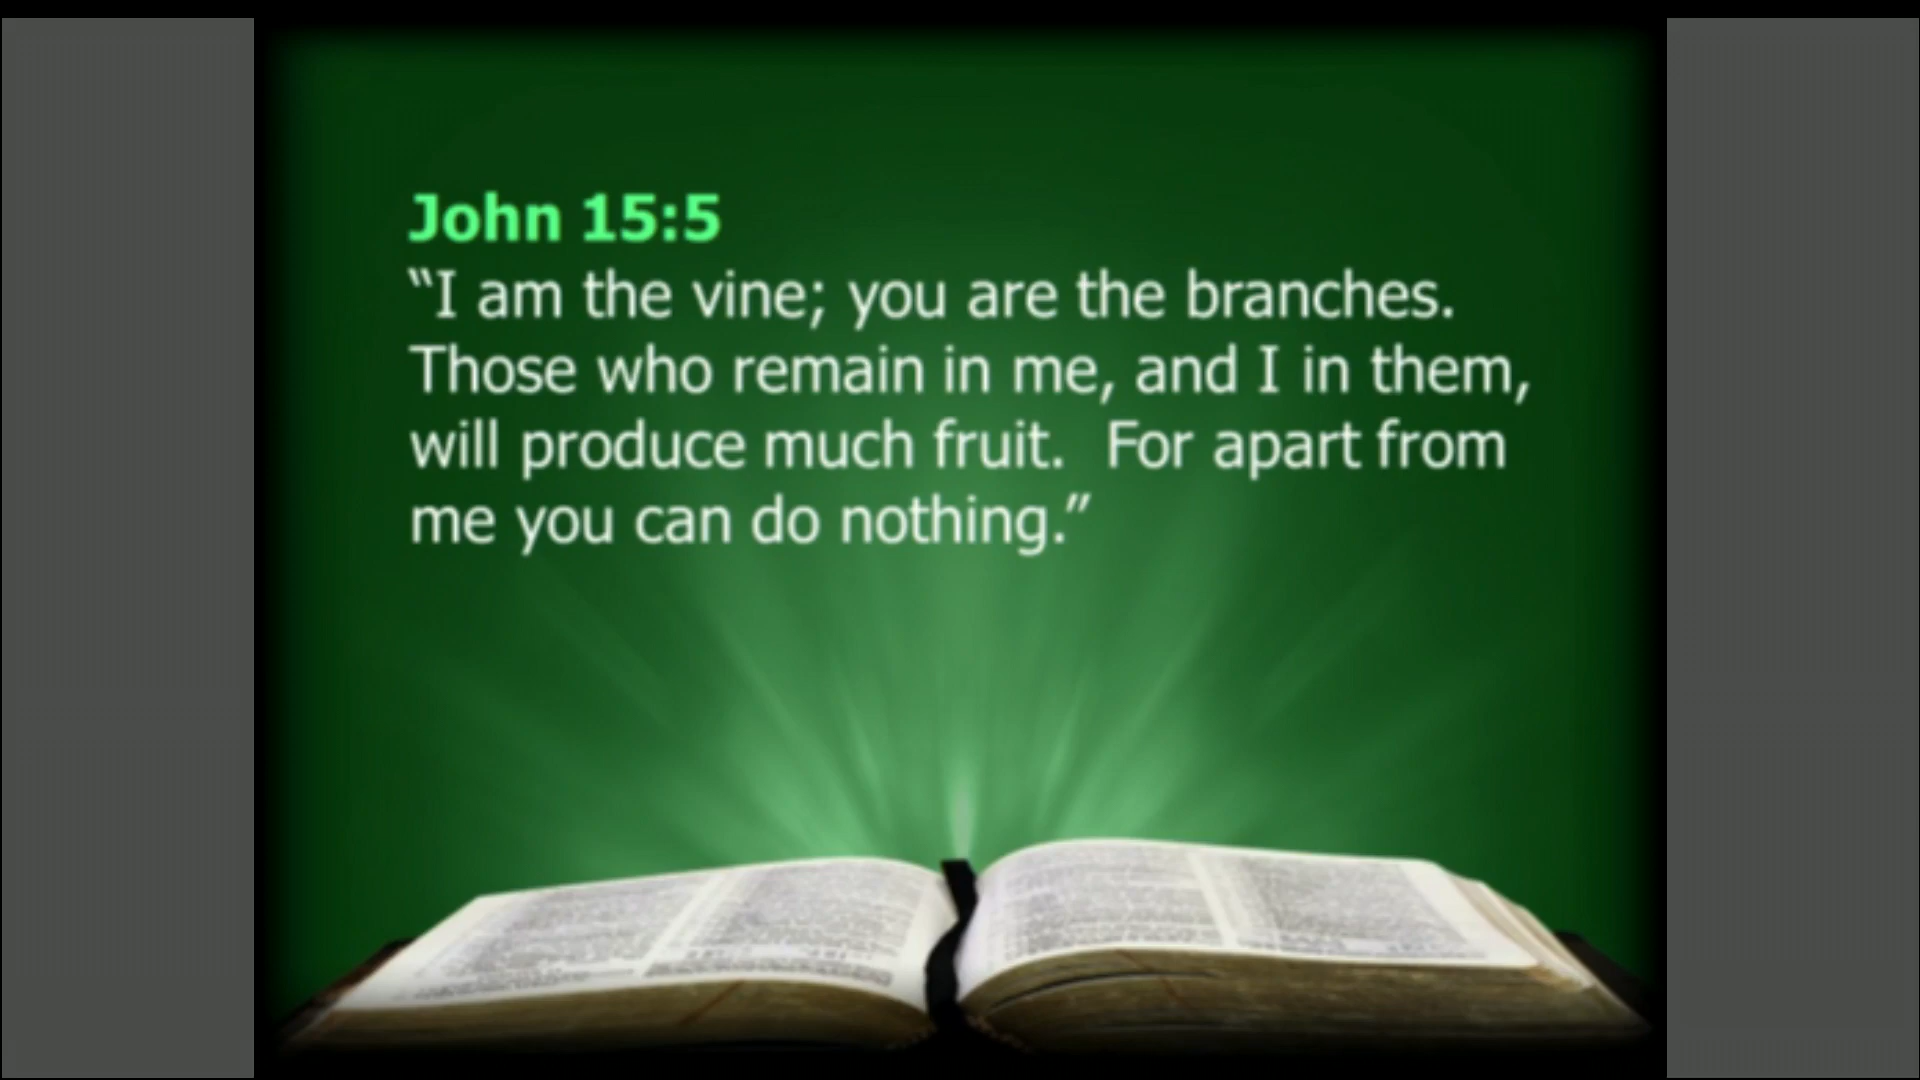 John 15:5
“I am the vine; you are the branches.
Those who remain in me, and I in them,
will produce much fruit.  For apart from
me you can do nothing.”